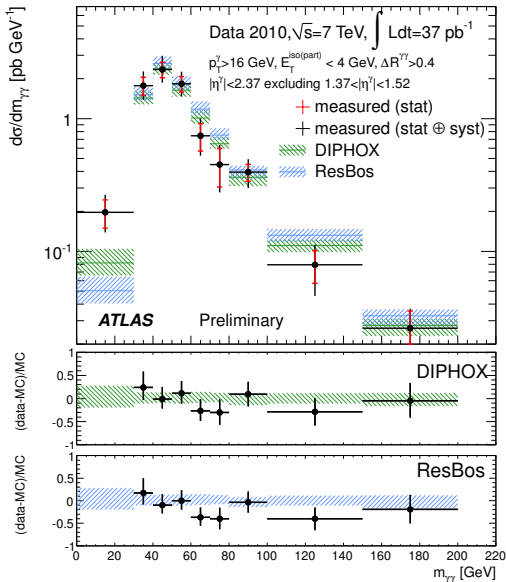 Data 2010, √s=7 TeV, ∫ Ldt=37 pb⁻¹
p_T^γ>16 GeV, E_T^iso(part) < 4 GeV, ΔR^γγ>0.4
|η^γ|<2.37 excluding 1.37<|η^γ|<1.52
measured (stat)
measured (stat ⊕ syst)
DIPHOX
ResBos
dσ/dm_γγ [pb GeV⁻¹]
1
10⁻¹
ATLAS Preliminary
(data-MC)/MC
1
0.5
0
-0.5
-1
DIPHOX
(data-MC)/MC
1
0.5
0
-0.5
-1
ResBos
0 20 40 60 80 100 120 140 160 180 200 220
m_γγ [GeV]